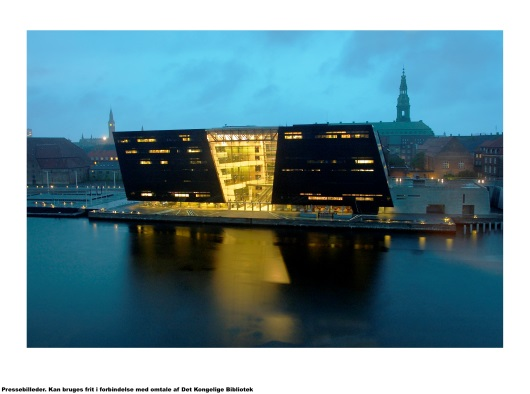 Pressebilleder. Kan bruges frit i forbindelse med omtale af Det Kongelige Bibliotek